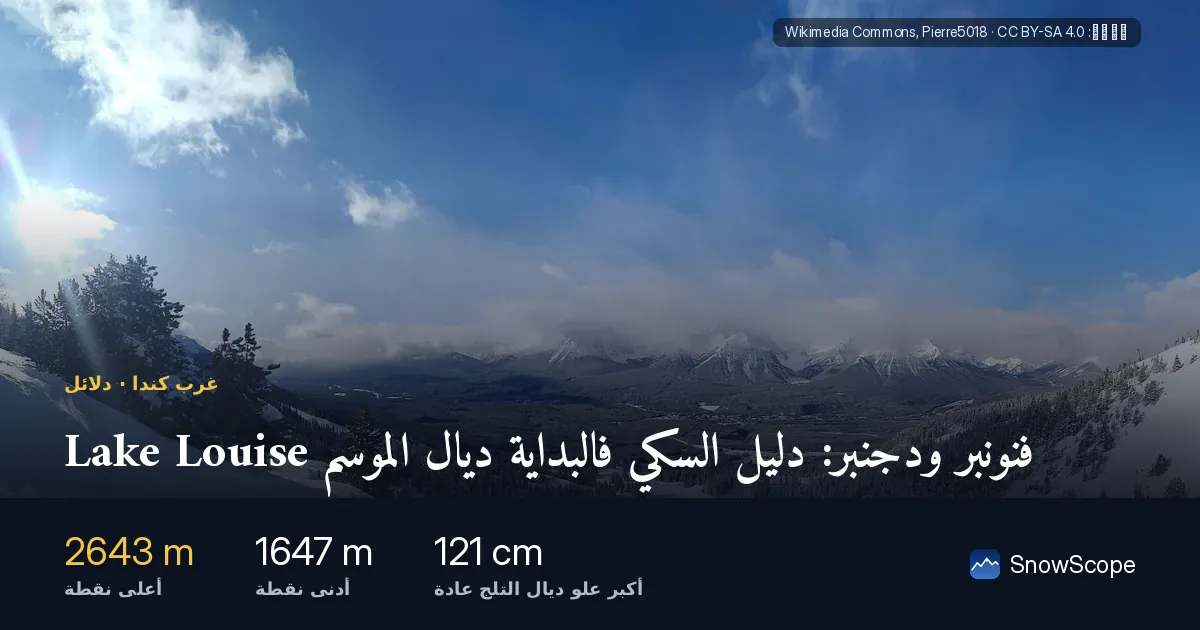 Wikimedia Commons, Pierre5018 · CC BY-SA 4.0 :
غرب كندا · دلائل
Lake Louise فنونبر ودجنبر: دليل السكي فالبداية ديال الموسم
2643 m
أعلى نقطة
1647 m
أدنى نقطة
121 cm
أكبر علو ديال التلج عادة
SnowScope